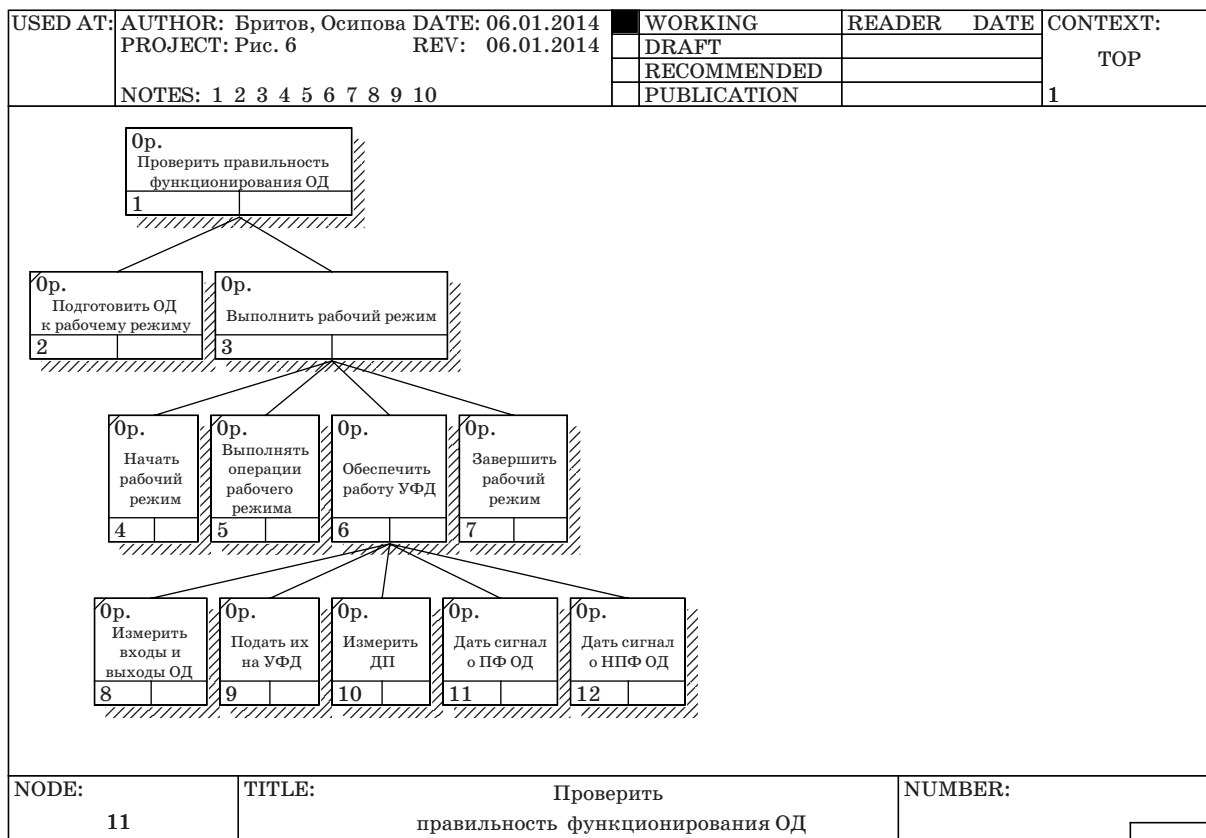 USED AT: AUTHOR: Бритов, Осипова DATE: 06.01.2014 WORKING READER DATE CONTEXT:
PROJECT: Рис. 6 REV: 06.01.2014 DRAFT
TOP
RECOMMENDED
NOTES: 1 2 3 4 5 6 7 8 9 10 PUBLICATION 1
0р.
Проверить правильность
функционирования ОД
1
0р.
Подготовить ОД
к рабочему режиму
2
0р.
Выполнить рабочий режим
3
0р.
Начать
рабочий
режим
4
0р.
Выполнять
операции
рабочего
режима
5
0р.
Обеспечить
работу УФД
6
0р.
Завершить
рабочий
режим
7
0р.
Измерить
входы и
выходы ОД
8
0р.
Подать их
на УФД
9
0р.
Измерить
ДП
10
0р.
Дать сигнал
о ПФ ОД
11
0р.
Дать сигнал
о НПФ ОД
12
NODE:
11
TITLE:
Проверить
правильность функционирования ОД
NUMBER: